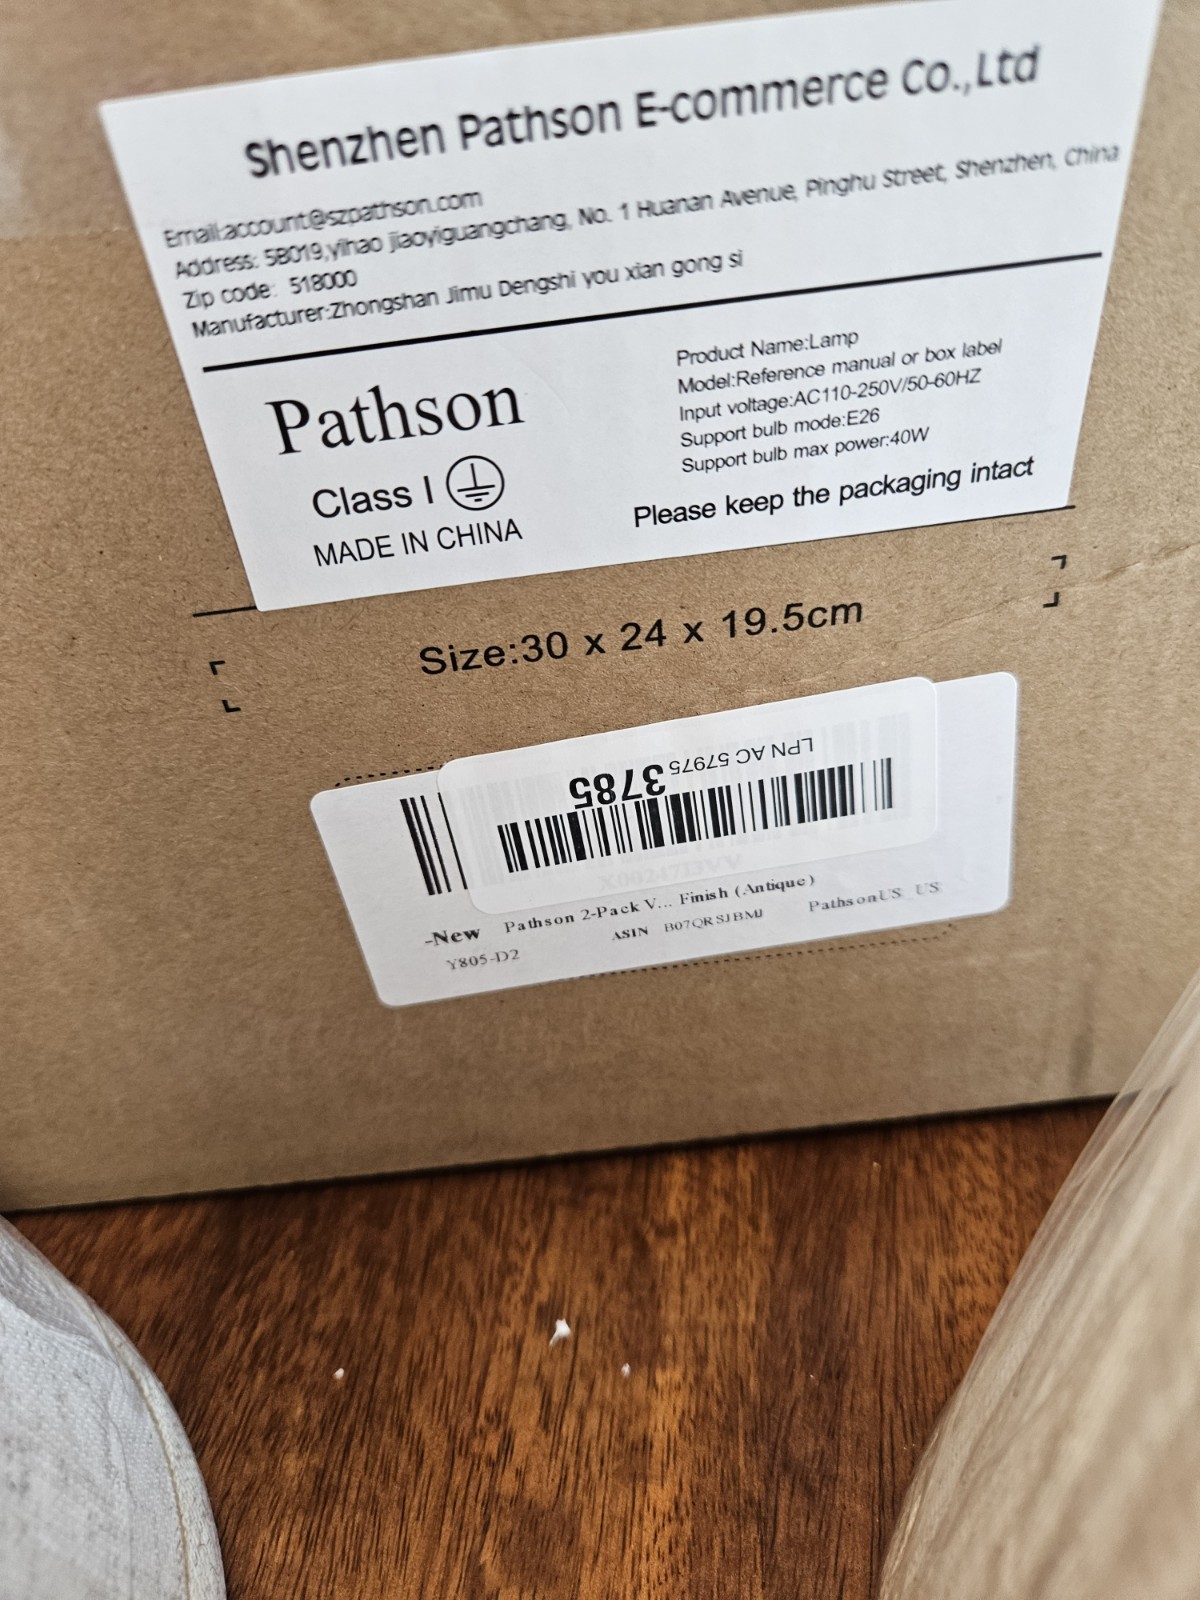 Shenzhen Pathson E-commerce Co.,Ltd
Email:account@szpathson.com
Address: 5B019,yihao jiaoyiguangchang, No. 1 Huanan Avenue, Pinghu Street, Shenzhen, China
Zip code: 518000
Manufacturer:Zhongshan Jimu Dengshi you xian gong si
Pathson
Class I
MADE IN CHINA
Product Name:Lamp
Model:Reference manual or box label
Input voltage:AC110-250V/50-60HZ
Support bulb mode:E26
Support bulb max power:40W
Please keep the packaging intact
Size:30 x 24 x 19.5cm
LPN AC 57975 3785
-New Pathson 2-Pack V... Finish (Antique)
Y805-D2 ASIN B07QRSJBMJ PathsonUS_US